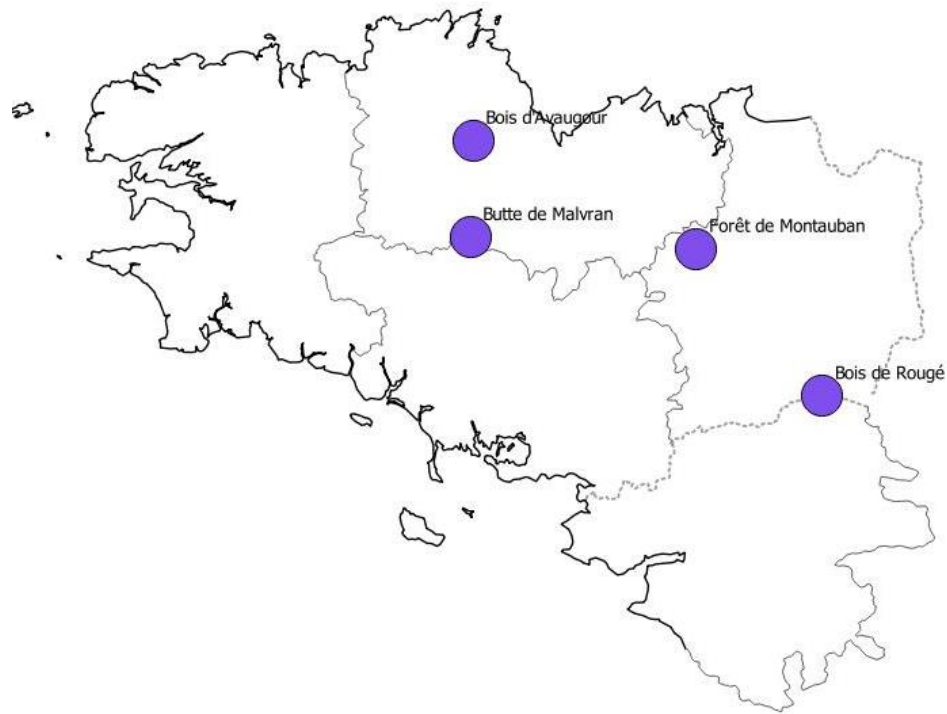 Bois d'Avaugour
Butte de Malvran
Forêt de Montauban
Bois de Rougé